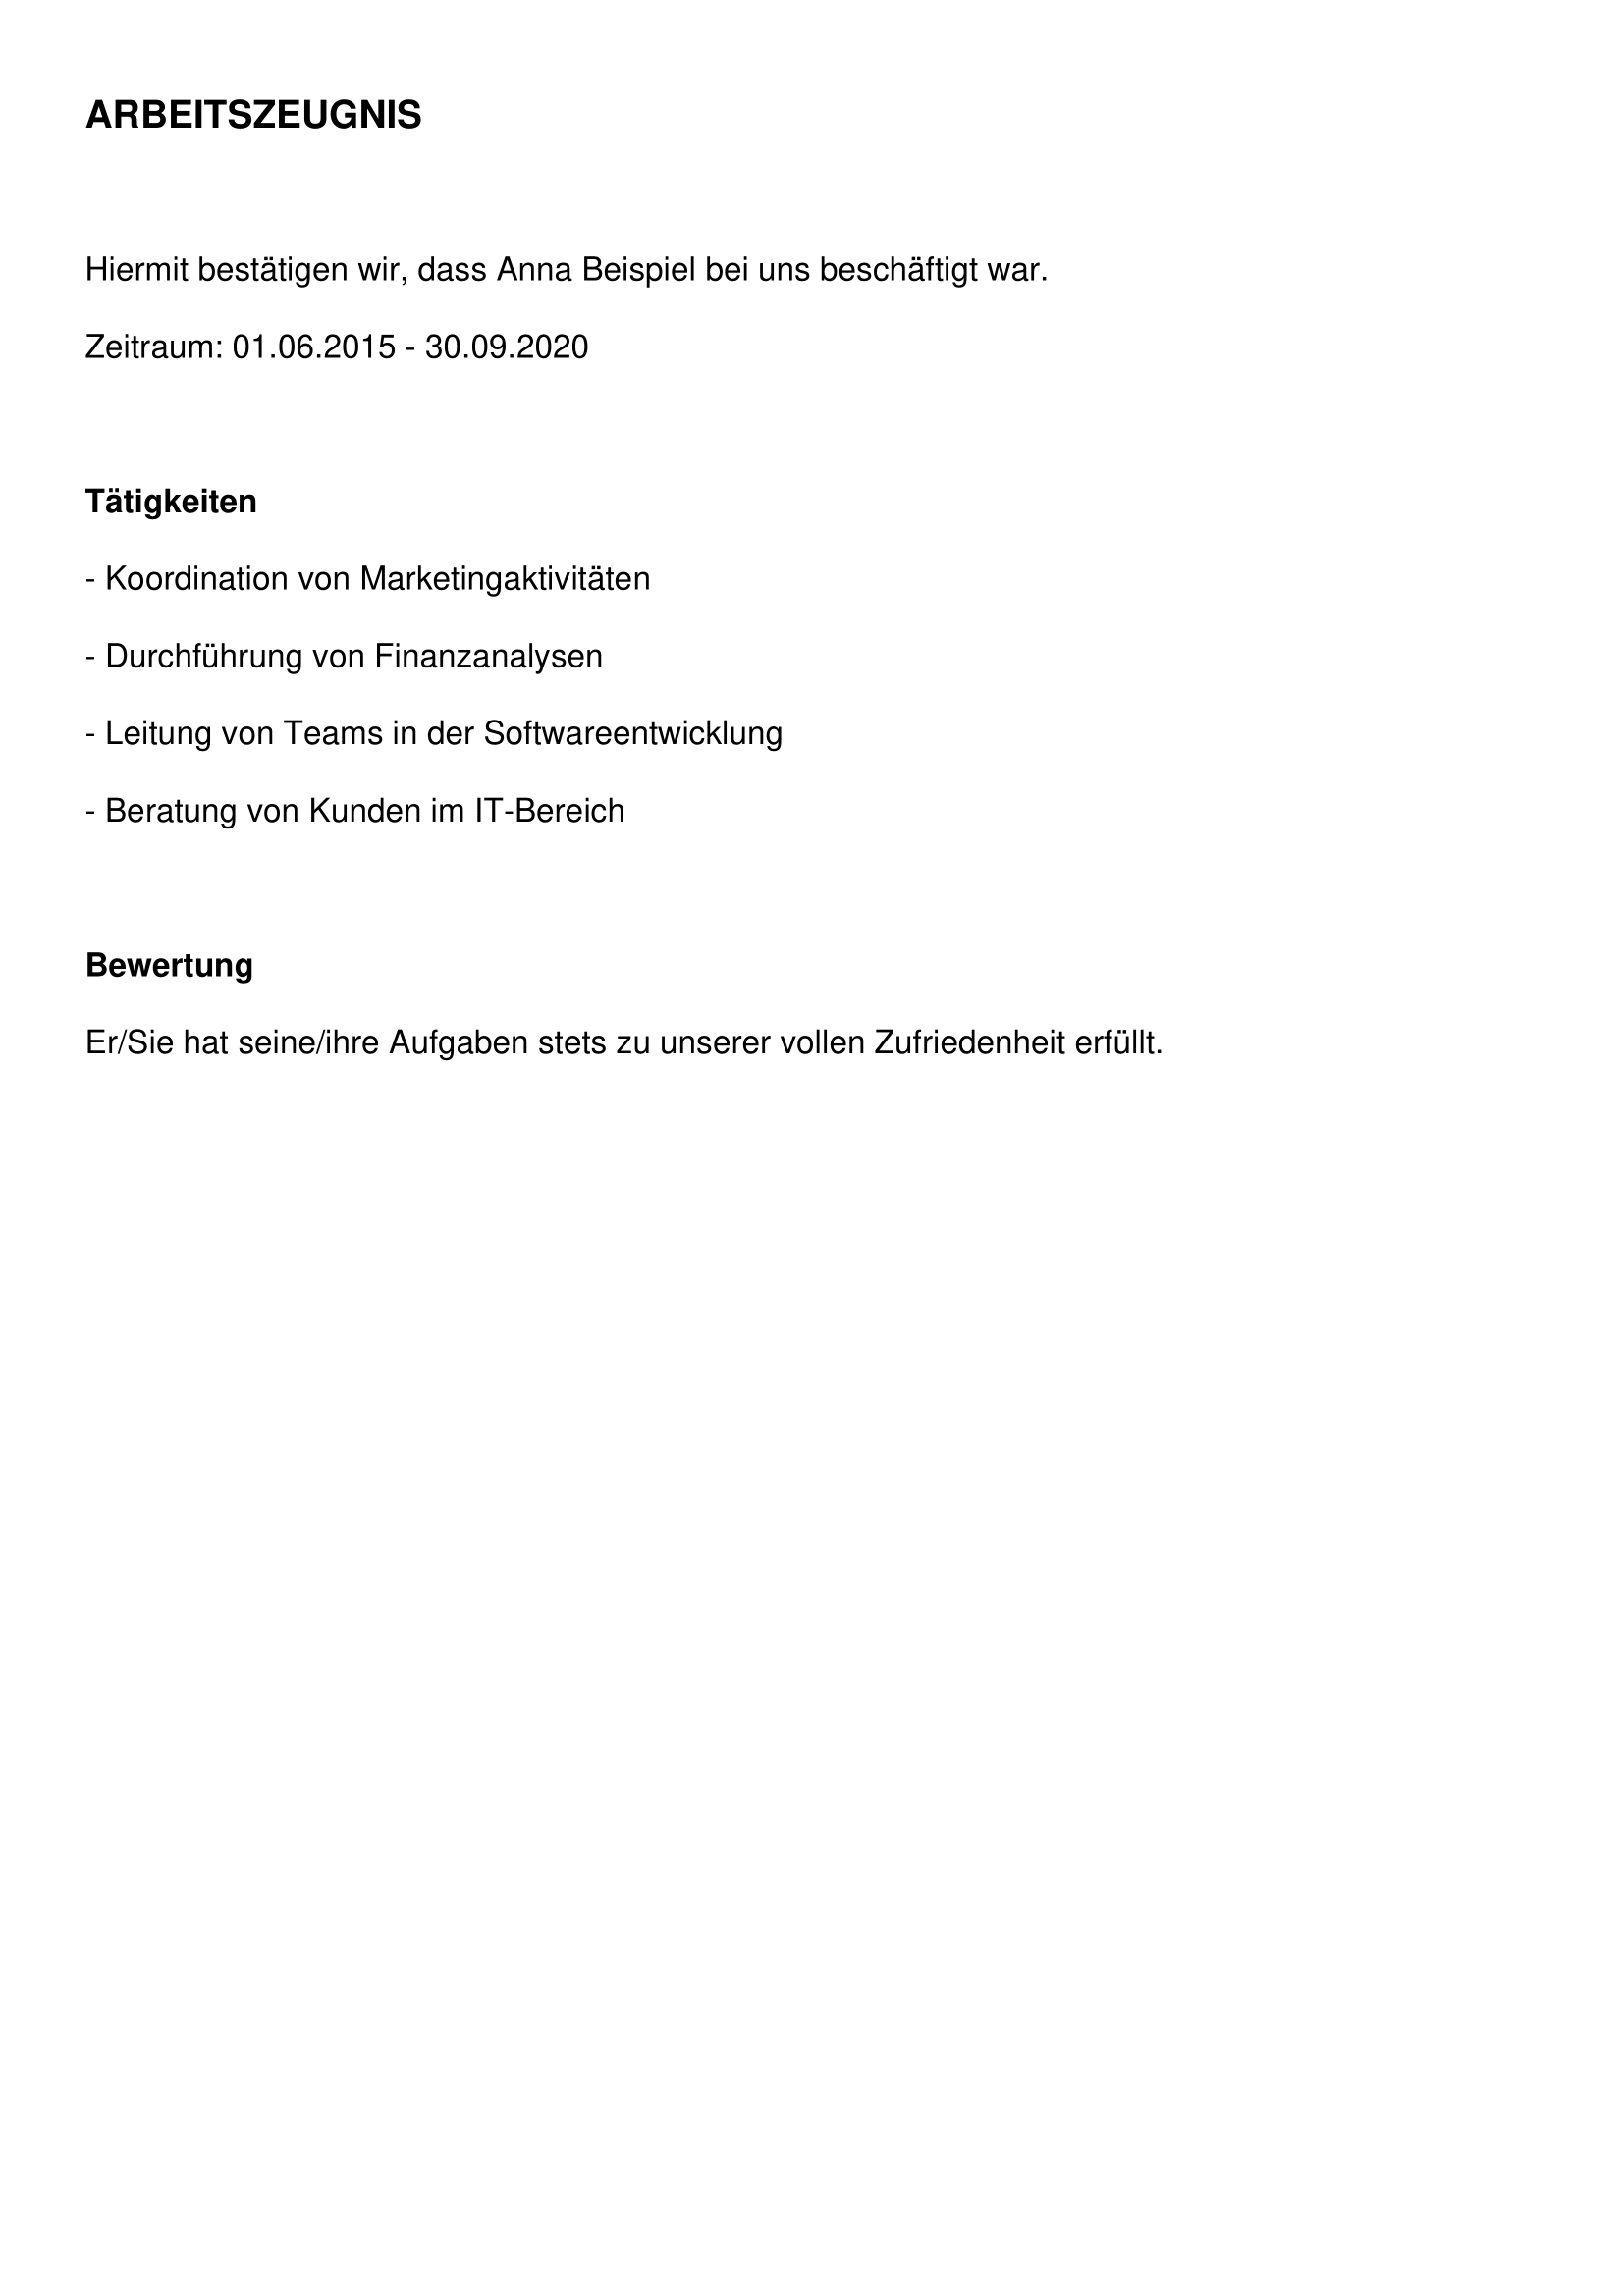 ARBEITSZEUGNIS
Hiermit bestätigen wir, dass Anna Beispiel bei uns beschäftigt war.
Zeitraum: 01.06.2015 - 30.09.2020
Tätigkeiten
- Koordination von Marketingaktivitäten
- Durchführung von Finanzanalysen
- Leitung von Teams in der Softwareentwicklung
- Beratung von Kunden im IT-Bereich
Bewertung
Er/Sie hat seine/ihre Aufgaben stets zu unserer vollen Zufriedenheit erfüllt.